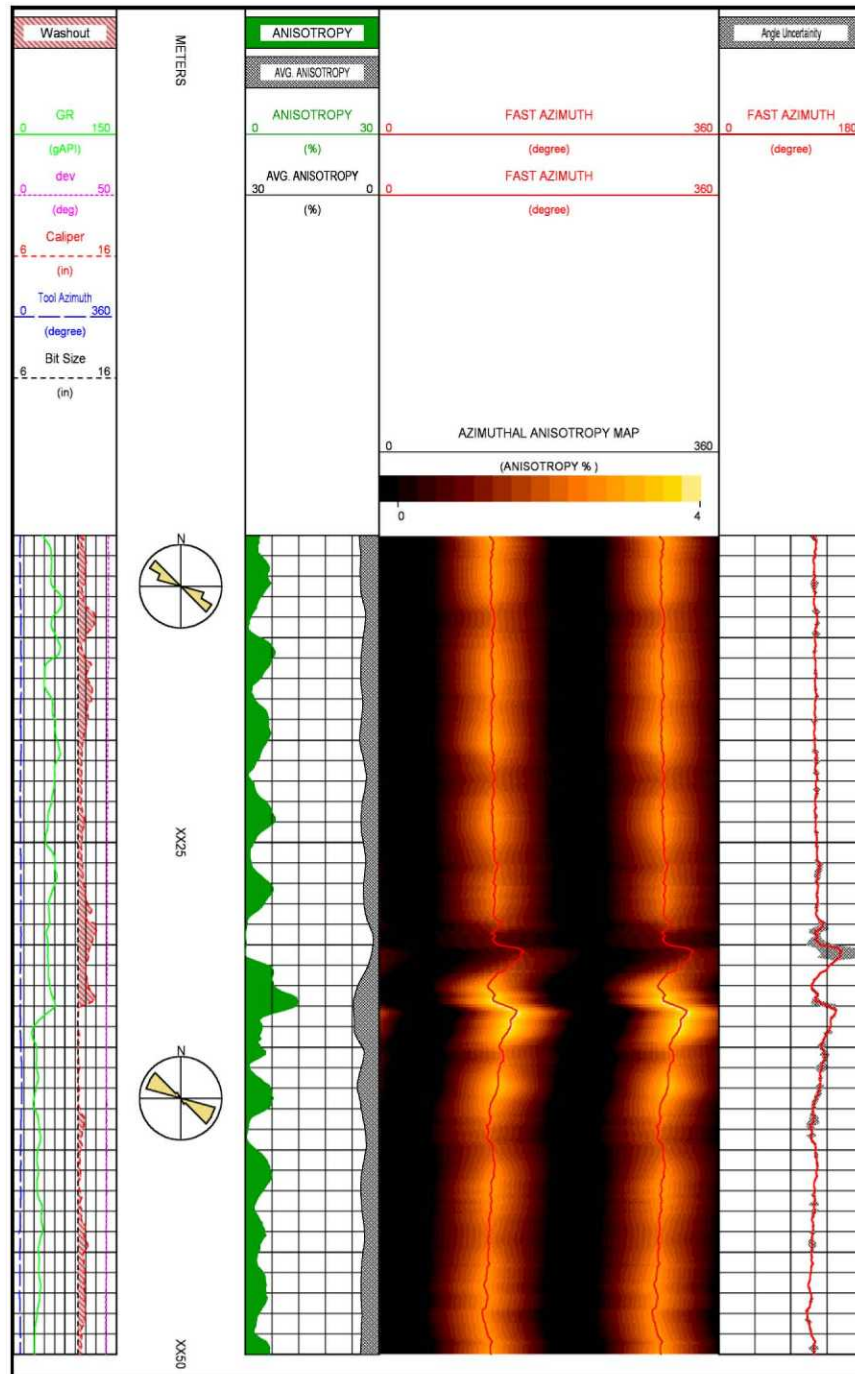 Washout
GR
0 150
(gAPI)
dev
0 50
(deg)
Caliper
6 16
(in)
Tool Azimuth
0 360
(degree)
Bit Size
6 16
(in)
METERS
ANISOTROPY
AVG. ANISOTROPY
ANISOTROPY
0 30
(%)
AVG. ANISOTROPY
30 0
(%)
FAST AZIMUTH
0 360
(degree)
FAST AZIMUTH
0 360
(degree)
AZIMUTHAL ANISOTROPY MAP
0 360
(ANISOTROPY % )
0 4
Angle Uncertainity
FAST AZIMUTH
0 180
(degree)
N
XX25
N
XX50